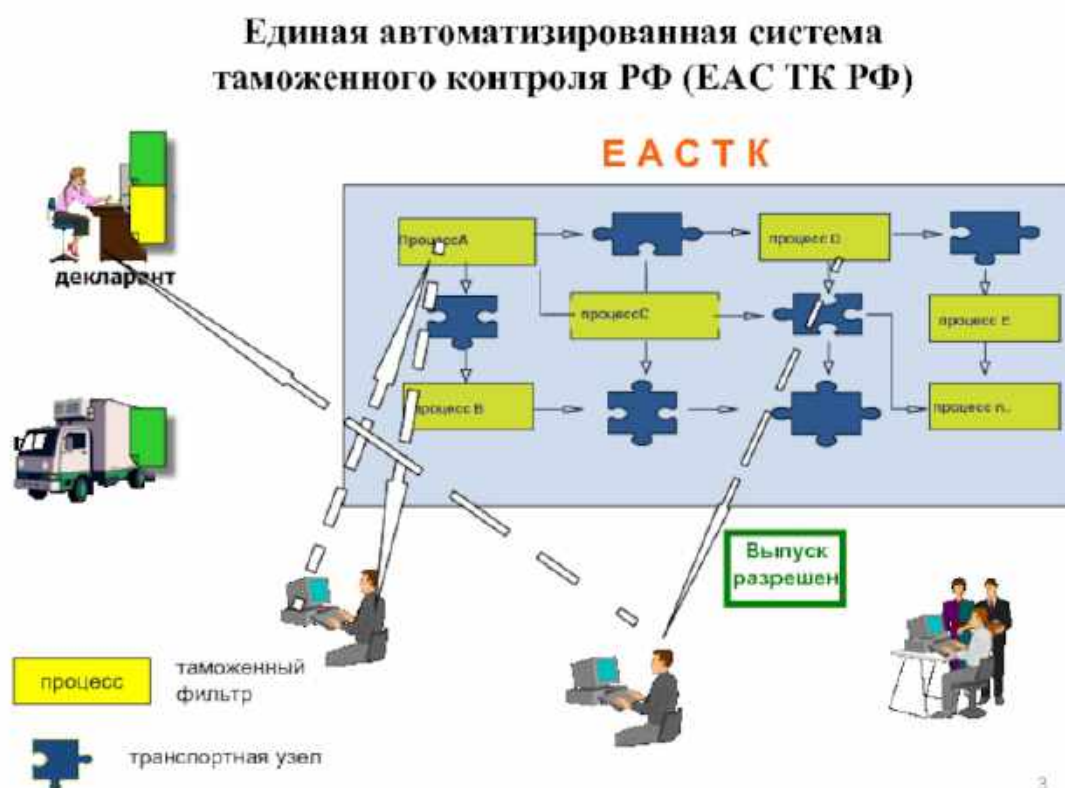 Единая автоматизированная система
таможенного контроля РФ (ЕАС ТК РФ)
Е А С Т К
ПроцессА
процесс D
декларант
процессС
процесс E
процесс B
процесс n..
Выпуск
разрешен
процесс
таможенный
фильтр
транспортная узел
3